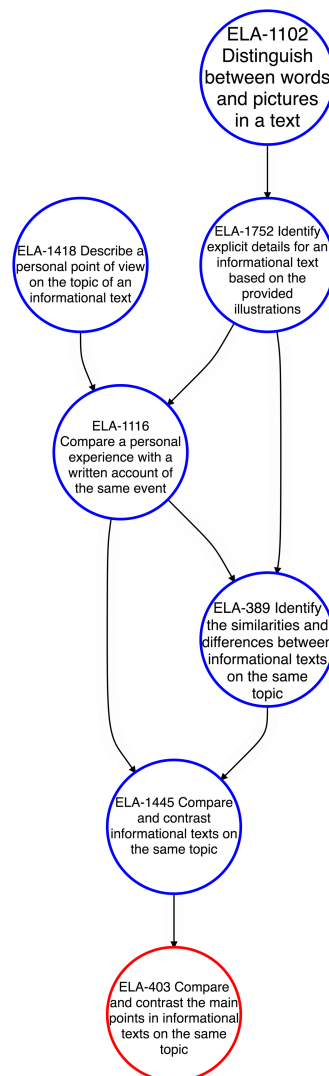 ELA-1102
Distinguish
between words
and pictures
in a text
ELA-1418 Describe a
personal point of view
on the topic of an
informational text
ELA-1752 Identify
explicit details for an
informational text
based on the
provided
illustrations
ELA-1116
Compare a personal
experience with a
written account of
the same event
ELA-389 Identify
the similarities and
differences between
informational texts
on the same
topic
ELA-1445 Compare
and contrast
informational texts on
the same topic
ELA-403 Compare
and contrast the main
points in informational
texts on the same
topic